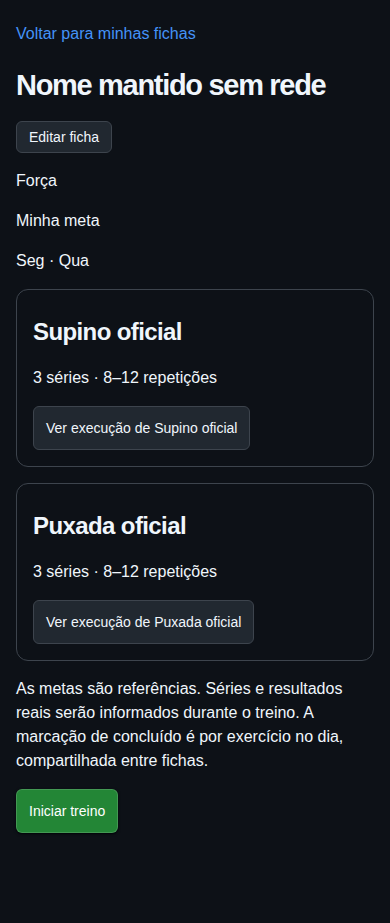 Voltar para minhas fichas
Nome mantido sem rede
Editar ficha
Força
Minha meta
Seg · Qua
Supino oficial
3 séries · 8–12 repetições
Ver execução de Supino oficial
Puxada oficial
3 séries · 8–12 repetições
Ver execução de Puxada oficial
As metas são referências. Séries e resultados
reais serão informados durante o treino. A
marcação de concluído é por exercício no dia,
compartilhada entre fichas.
Iniciar treino